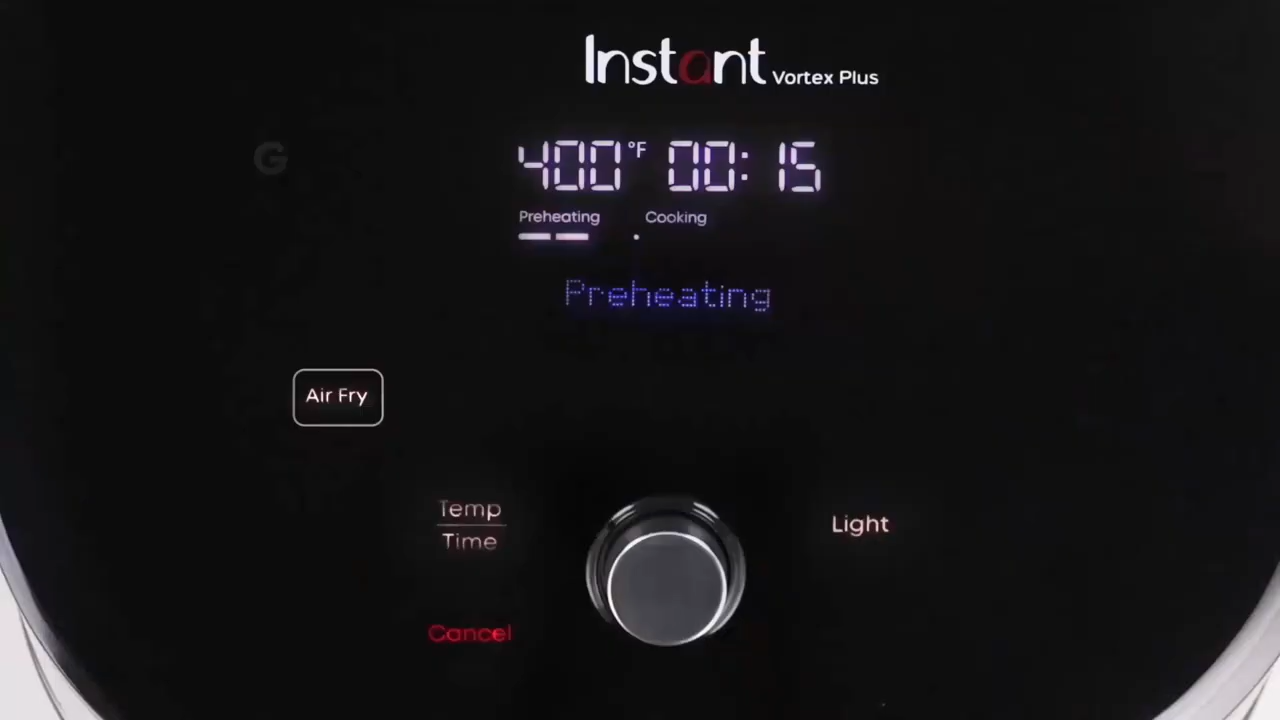 Instant Vortex Plus
G
400°F 00:15
Preheating Cooking
Preheating
Air Fry
Temp
Time
Light
Cancel